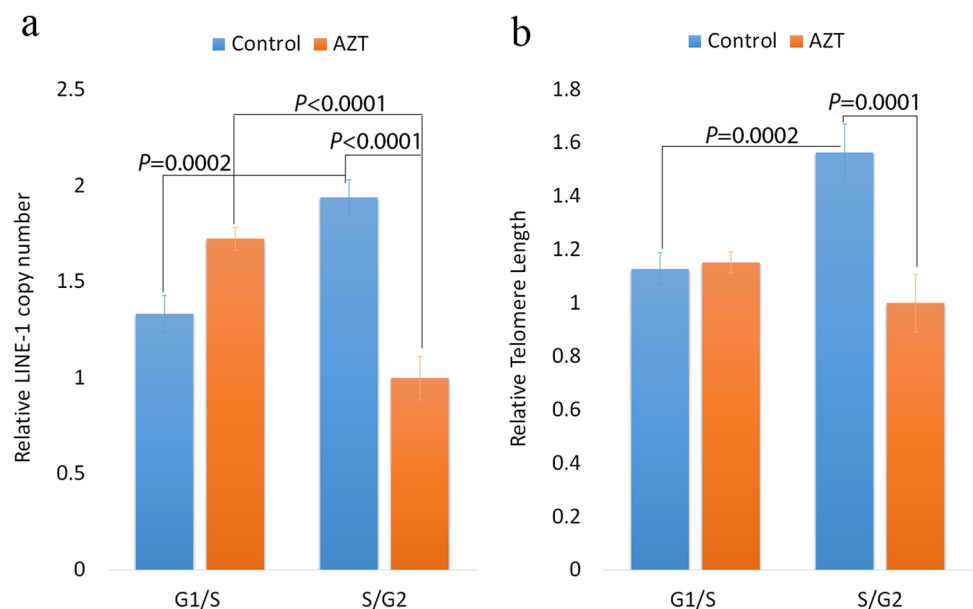 a
Control AZT
Relative LINE-1 copy number
2.5
2
1.5
1
0.5
0
P<0.0001
P<0.0001
P=0.0002
G1/S S/G2
b
Control AZT
Relative Telomere Length
1.8
1.6
1.4
1.2
1
0.8
0.6
0.4
0.2
0
P=0.0001
P=0.0002
G1/S S/G2